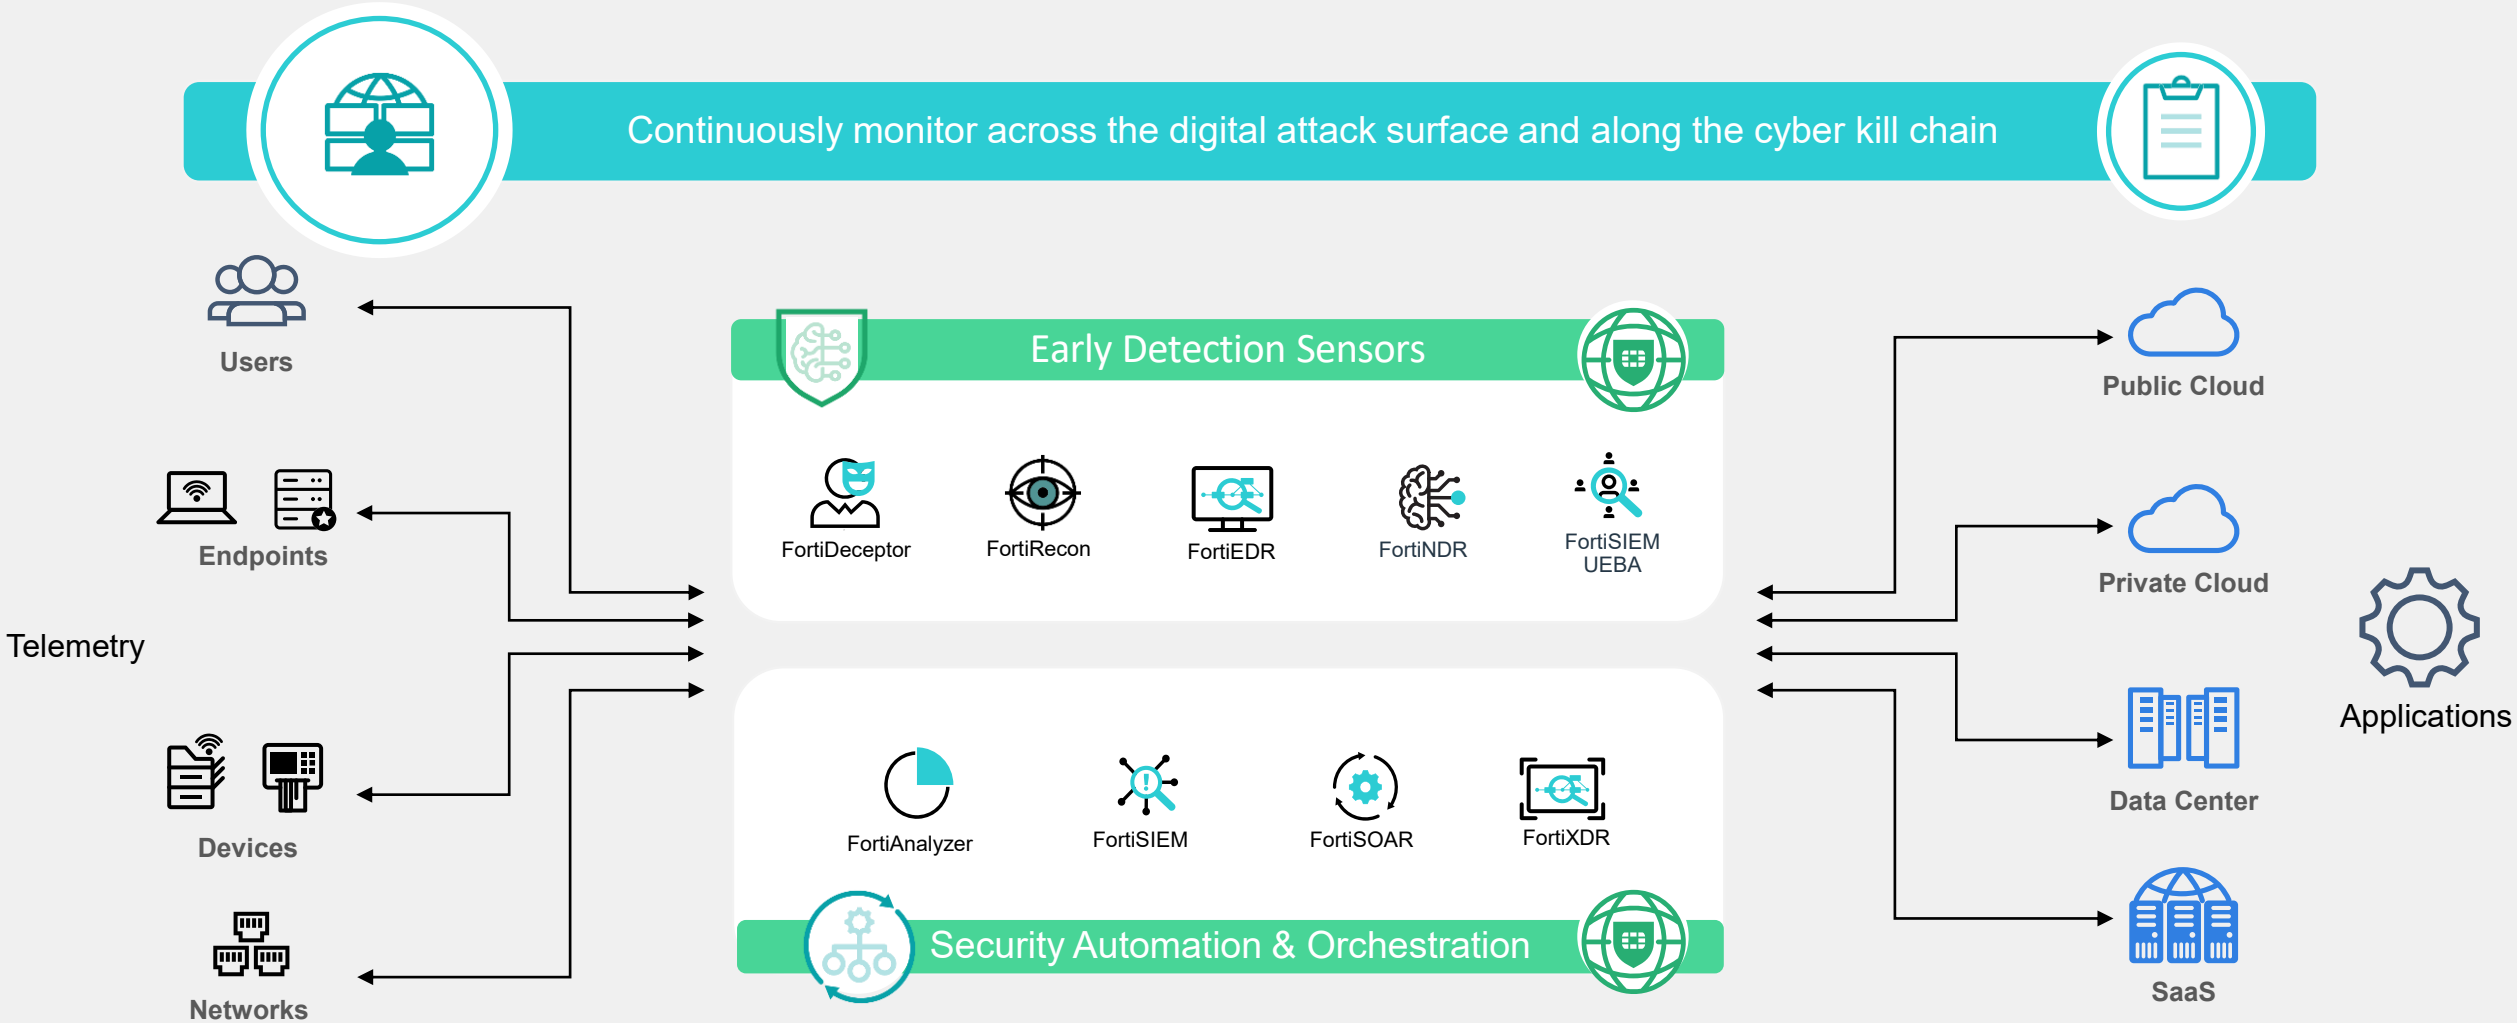 Continuously monitor across the digital attack surface and along the cyber kill chain
Users
Endpoints
Telemetry
Devices
Networks
Early Detection Sensors
FortiDeceptor
FortiRecon
FortiEDR
FortiNDR
FortiSIEM
UEBA
FortiAnalyzer
FortiSIEM
FortiSOAR
FortiXDR
Security Automation & Orchestration
Public Cloud
Private Cloud
Data Center
SaaS
Applications